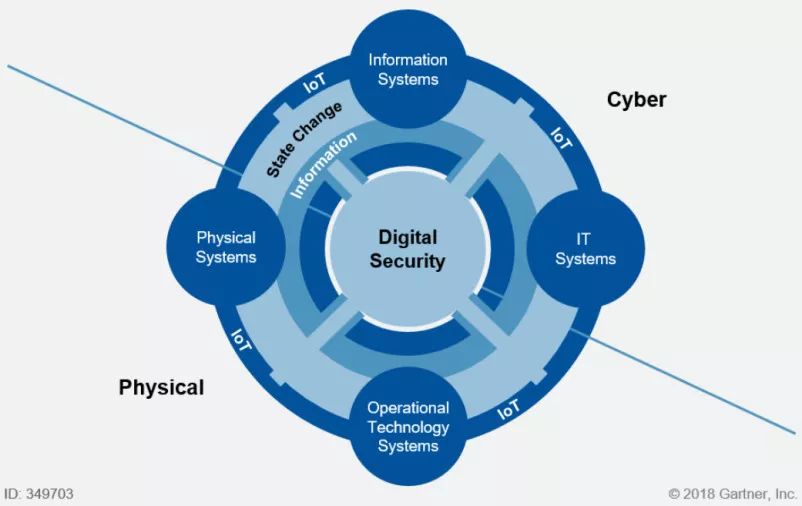 Information
Systems
IoT
Cyber
State Change
IoT
Information
Physical
Systems
Digital
Security
IT
Systems
IoT
Physical
Operational
Technology
Systems
IoT
ID: 349703
© 2018 Gartner, Inc.